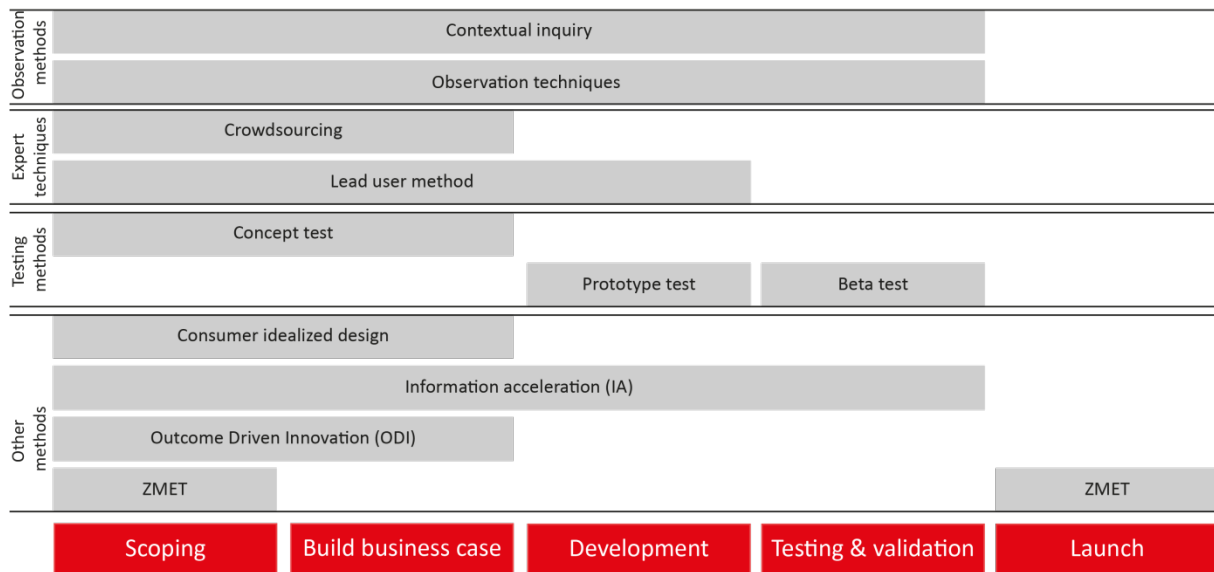 Observation
methods
Contextual inquiry
Observation techniques
Expert
techniques
Crowdsourcing
Lead user method
Testing
methods
Concept test
Prototype test
Beta test
Other
methods
Consumer idealized design
Information acceleration (IA)
Outcome Driven Innovation (ODI)
ZMET
ZMET
Scoping
Build business case
Development
Testing & validation
Launch